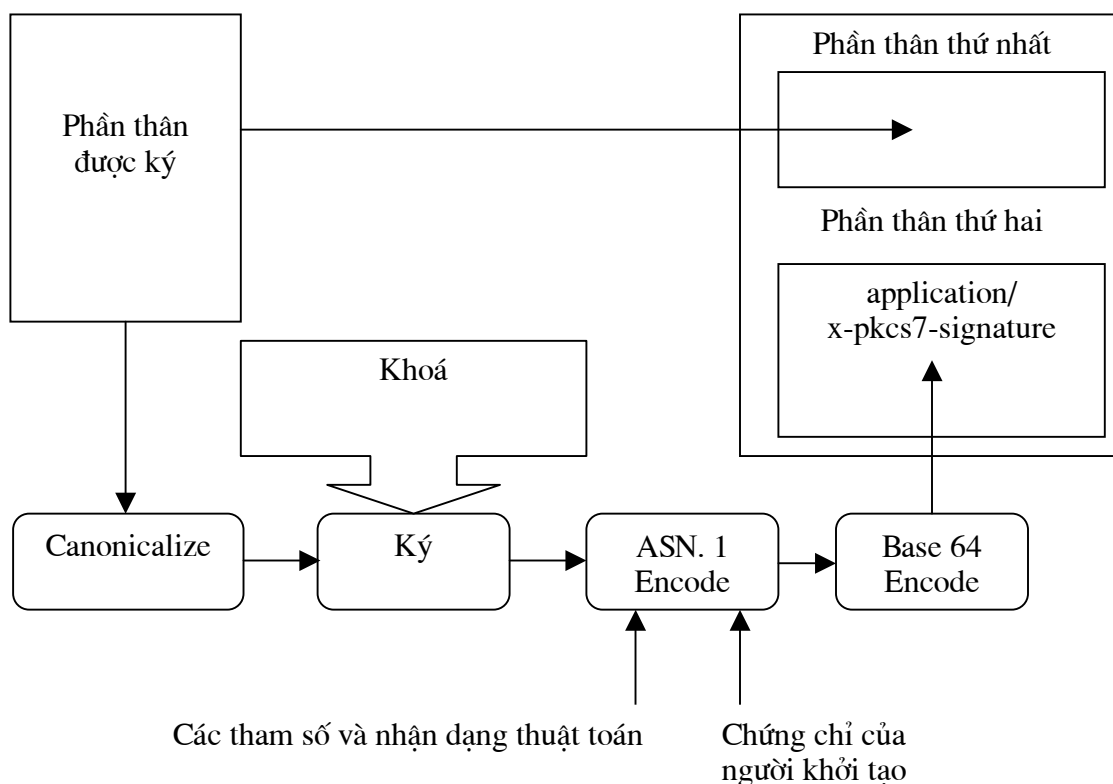 Phần thân thứ nhất
Phần thân
được ký
Phần thân thứ hai
application/
x-pkcs7-signature
Khoá
Canonicalize
Ký
ASN. 1
Encode
Base 64
Encode
Các tham số và nhận dạng thuật toán
Chứng chỉ của
người khởi tạo